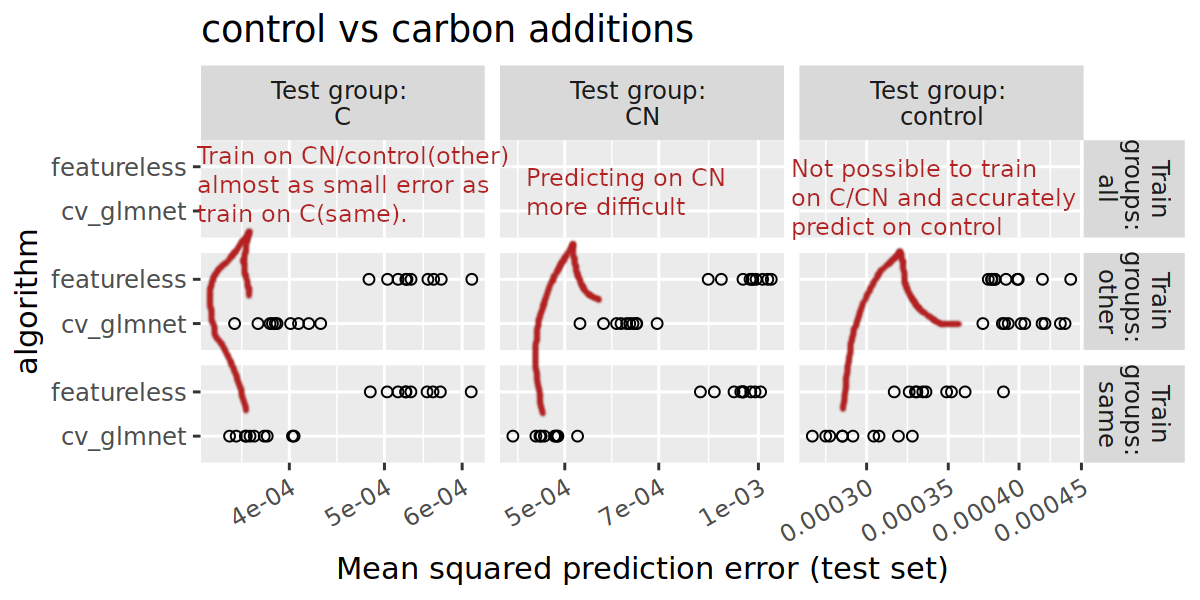 control vs carbon additions
Test group:
C
Test group:
CN
Test group:
control
featureless
cv_glmnet
Train on CN/control(other)
almost as small error as
train on C(same).
Predicting on CN
more difficult
Not possible to train
on C/CN and accurately
predict on control
Train
groups:
all
featureless
cv_glmnet
Train
groups:
other
featureless
cv_glmnet
Train
groups:
same
algorithm
4e-04
5e-04
6e-04
5e-04
7e-04
1e-03
0.00030
0.00035
0.00040
0.00045
Mean squared prediction error (test set)